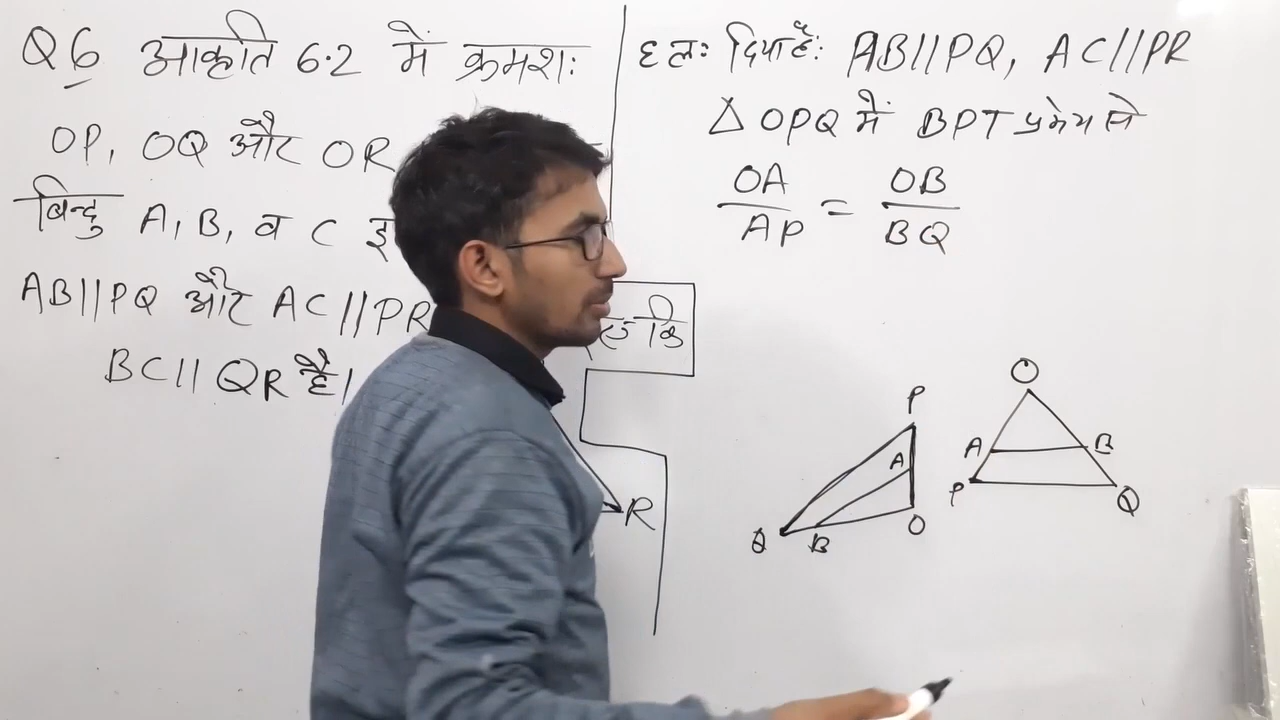 Q6 आकृति 6.2 में क्रमशः
OP, OQ और OR
बिन्दु A, B, व C इ
AB||PQ और AC||PR
कि
BC||QR है।
R
हलः दिया हैः AB//PQ, AC//PR
△OPQ में BPT प्रमेय से
OA/AP = OB/BQ
P
A
Q B O
O
A B
P Q